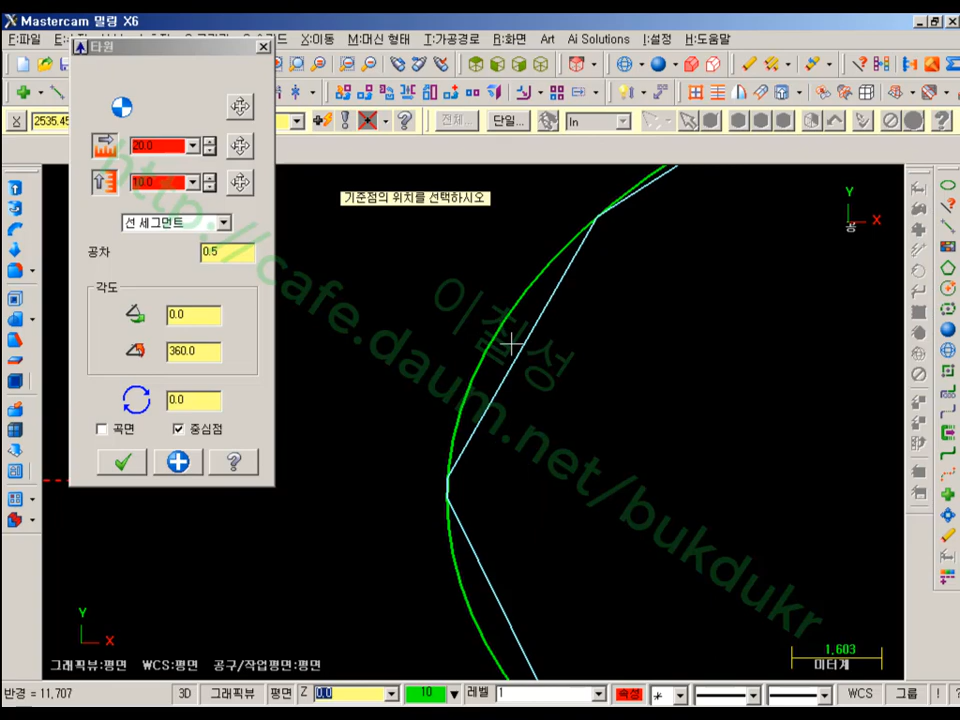 Mastercam 밀링 X6
F:파일
X:이동 M:머신 형태 T:가공경로 R:화면 Art Ai Solutions I:설정 H:도움말
타원
2535.45
전체... 단일... In
20.0
10.0
기준점의 위치를 선택하시오
선 세그먼트
공차 0.5
각도
0.0
360.0
0.0
곡면 중심점
Y
X
공
Y
X
그래픽뷰:평면 WCS:평면 공구/작업평면:평면
1.603
미터계
반경 = 11,707 3D 그래픽뷰 평면 Z 0.0 10 레벨 1 속성 WCS 그룹 ! ?
http://cafe.daum.net/bukdukr
이철성